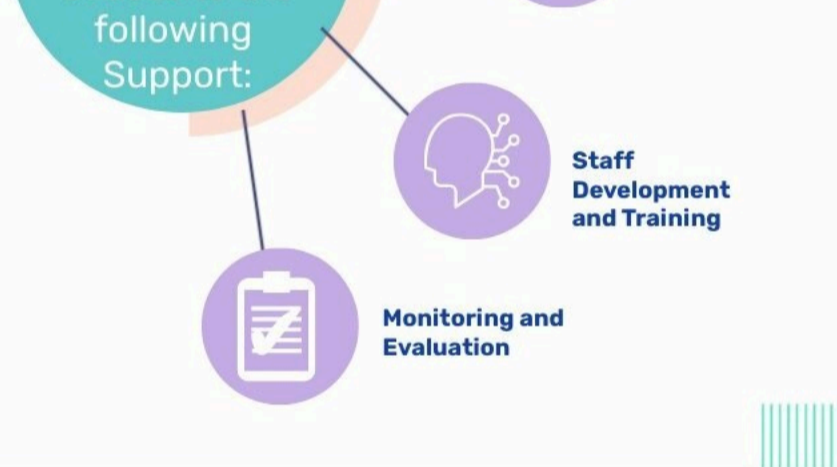 following
Support:
Staff
Development
and Training
Monitoring and
Evaluation